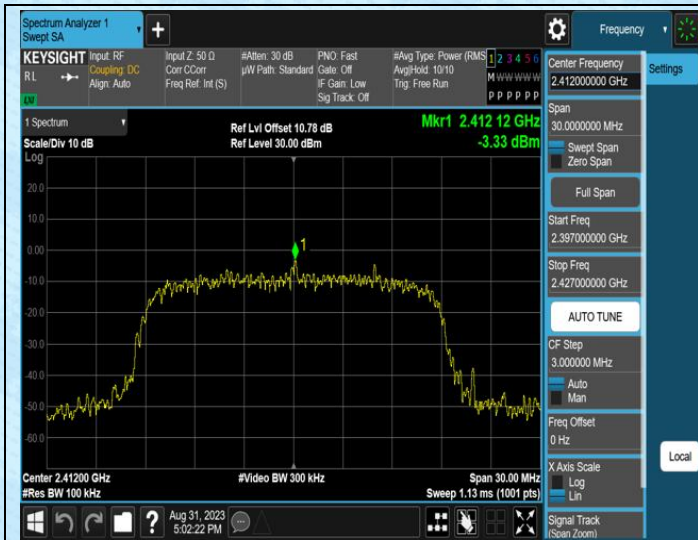 Spectrum Analyzer 1
Swept SA
+
Frequency
KEYSIGHT
RL
Input: RF
Coupling: DC
Align: Auto
Input Z: 50 Ω
Corr CCorr
Freq Ref: Int (S)
#Atten: 30 dB
µW Path: Standard
PNO: Fast
Gate: Off
IF Gain: Low
Sig Track: Off
#Avg Type: Power (RMS
Avg|Hold: 10/10
Trig: Free Run
1 2 3 4 5 6
M W W W W W
P P P P P P
1 Spectrum
Scale/Div 10 dB
Ref Lvl Offset 10.78 dB
Ref Level 30.00 dBm
Mkr1 2.412 12 GHz
-3.33 dBm
Log
20.0
10.0
0.00
-10.0
-20.0
-30.0
-40.0
-50.0
-60.0
1
Center 2.41200 GHz
#Res BW 100 kHz
#Video BW 300 kHz
Span 30.00 MHz
Sweep 1.13 ms (1001 pts)
Aug 31, 2023
5:02:22 PM
?
Center Frequency
2.412000000 GHz
Span
30.0000000 MHz
Swept Span
Zero Span
Full Span
Start Freq
2.397000000 GHz
Stop Freq
2.427000000 GHz
AUTO TUNE
CF Step
3.000000 MHz
Auto
Man
Freq Offset
0 Hz
X Axis Scale
Log
Lin
Signal Track
(Span Zoom)
Settings
Local